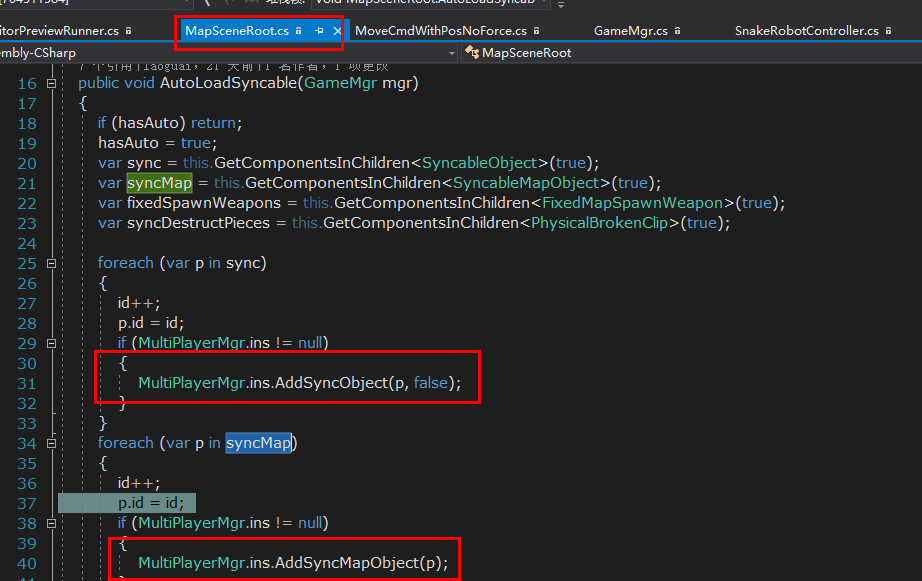 itorPreviewRunner.cs MapSceneRoot.cs MoveCmdWithPosNoForce.cs GameMgr.cs SnakeRobotController.cs
embly-CSharp MapSceneRoot
16 public void AutoLoadSyncable(GameMgr mgr)
17 {
18 if (hasAuto) return;
19 hasAuto = true;
20 var sync = this.GetComponentsInChildren<SyncableObject>(true);
21 var syncMap = this.GetComponentsInChildren<SyncableMapObject>(true);
22 var fixedSpawnWeapons = this.GetComponentsInChildren<FixedMapSpawnWeapon>(true);
23 var syncDestructPieces = this.GetComponentsInChildren<PhysicalBrokenClip>(true);
24
25 foreach (var p in sync)
26 {
27 id++;
28 p.id = id;
29 if (MultiPlayerMgr.ins != null)
30 {
31 MultiPlayerMgr.ins.AddSyncObject(p, false);
32 }
33 }
34 foreach (var p in syncMap)
35 {
36 id++;
37 p.id = id;
38 if (MultiPlayerMgr.ins != null)
39 {
40 MultiPlayerMgr.ins.AddSyncMapObject(p);